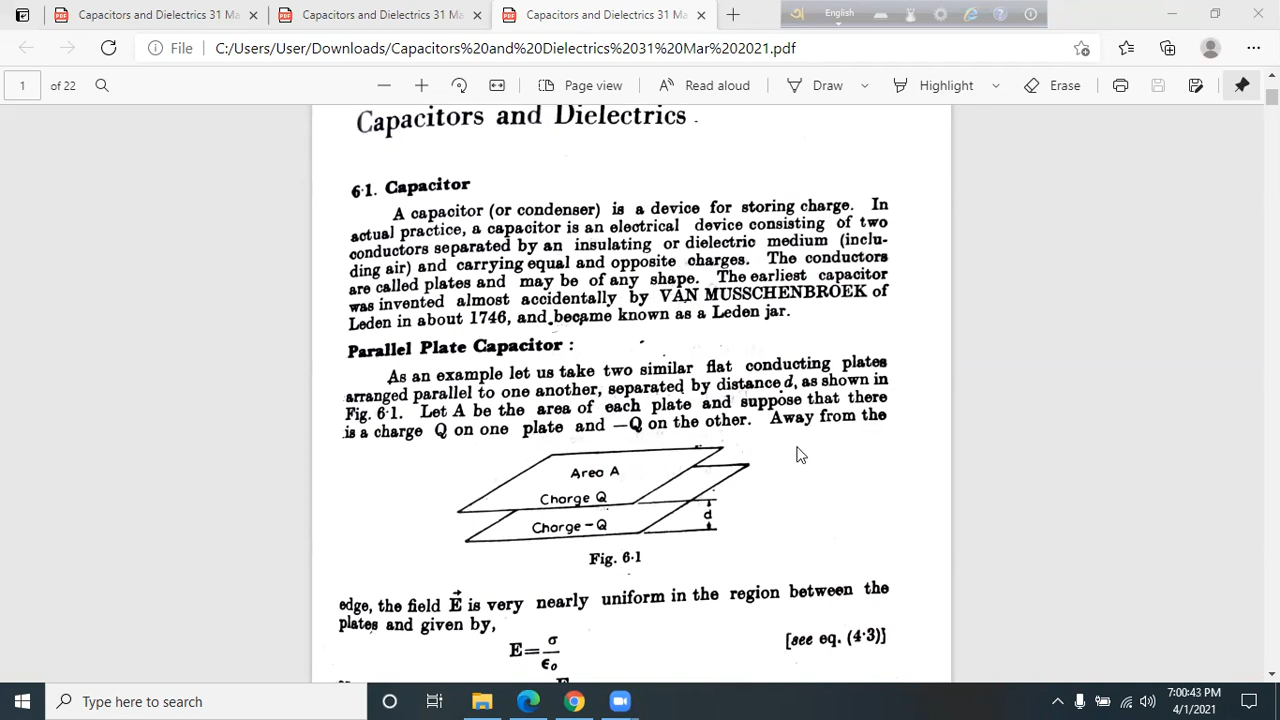 Capacitors and Dielectrics 31 Ma
Capacitors and Dielectrics 31 Ma
Capacitors and Dielectrics 31 Ma
English
File
C:/Users/User/Downloads/Capacitors%20and%20Dielectrics%2031%20Mar%202021.pdf
1 of 22
Page view
Read aloud
Draw
Highlight
Erase
Capacitors and Dielectrics
6·1. Capacitor
A capacitor (or condenser) is a device for storing charge. In
actual practice, a capacitor is an electrical device consisting of two
conductors separated by an insulating or dielectric medium (inclu-
ding air) and carrying equal and opposite charges. The conductors
are called plates and may be of any shape. The earliest capacitor
was invented almost accidentally by VAN MUSSCHENBROEK of
Leden in about 1746, and became known as a Leden jar.
Parallel Plate Capacitor :
As an example let us take two similar flat conducting plates
arranged parallel to one another, separated by distance d, as shown in
Fig. 6·1. Let A be the area of each plate and suppose that there
is a charge Q on one plate and —Q on the other. Away from the
Area A
Charge Q
d
Charge – Q
Fig. 6·1
edge, the field E⃗ is very nearly uniform in the region between the
plates and given by,
E=σ/ϵ₀ [see eq. (4·3)]
Type here to search
7:00:43 PM
4/1/2021